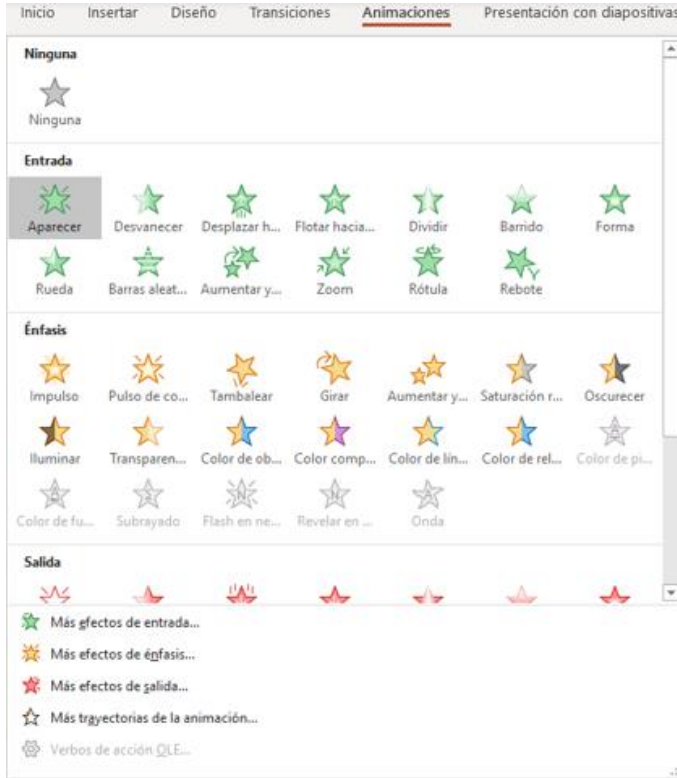 Inicio Insertar Diseño Transiciones Animaciones Presentación con diapositivas
Ninguna
Ninguna
Entrada
Aparecer Desvanecer Desplazar h... Flotar hacia... Dividir Barrido Forma
Rueda Barras aleat... Aumentar y... Zoom Rótula Rebote
Énfasis
Impulso Pulso de co... Tambalear Girar Aumentar y... Saturación r... Oscurecer
Iluminar Transparen... Color de ob... Color comp... Color de lín... Color de rel... Color de pi...
Color de fu... Subrayado Flash en ne... Revelar en ... Onda
Salida
Más efectos de entrada...
Más efectos de énfasis...
Más efectos de salida...
Más trayectorias de la animación...
Verbos de acción OLE...